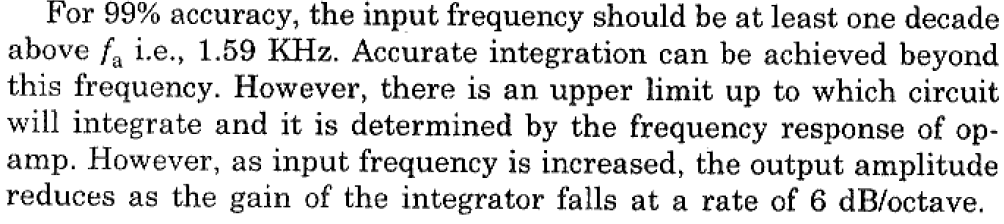 For 99% accuracy, the input frequency should be at least one decade
above fₐ i.e., 1.59 KHz. Accurate integration can be achieved beyond
this frequency. However, there is an upper limit up to which circuit
will integrate and it is determined by the frequency response of op-
amp. However, as input frequency is increased, the output amplitude
reduces as the gain of the integrator falls at a rate of 6 dB/octave.